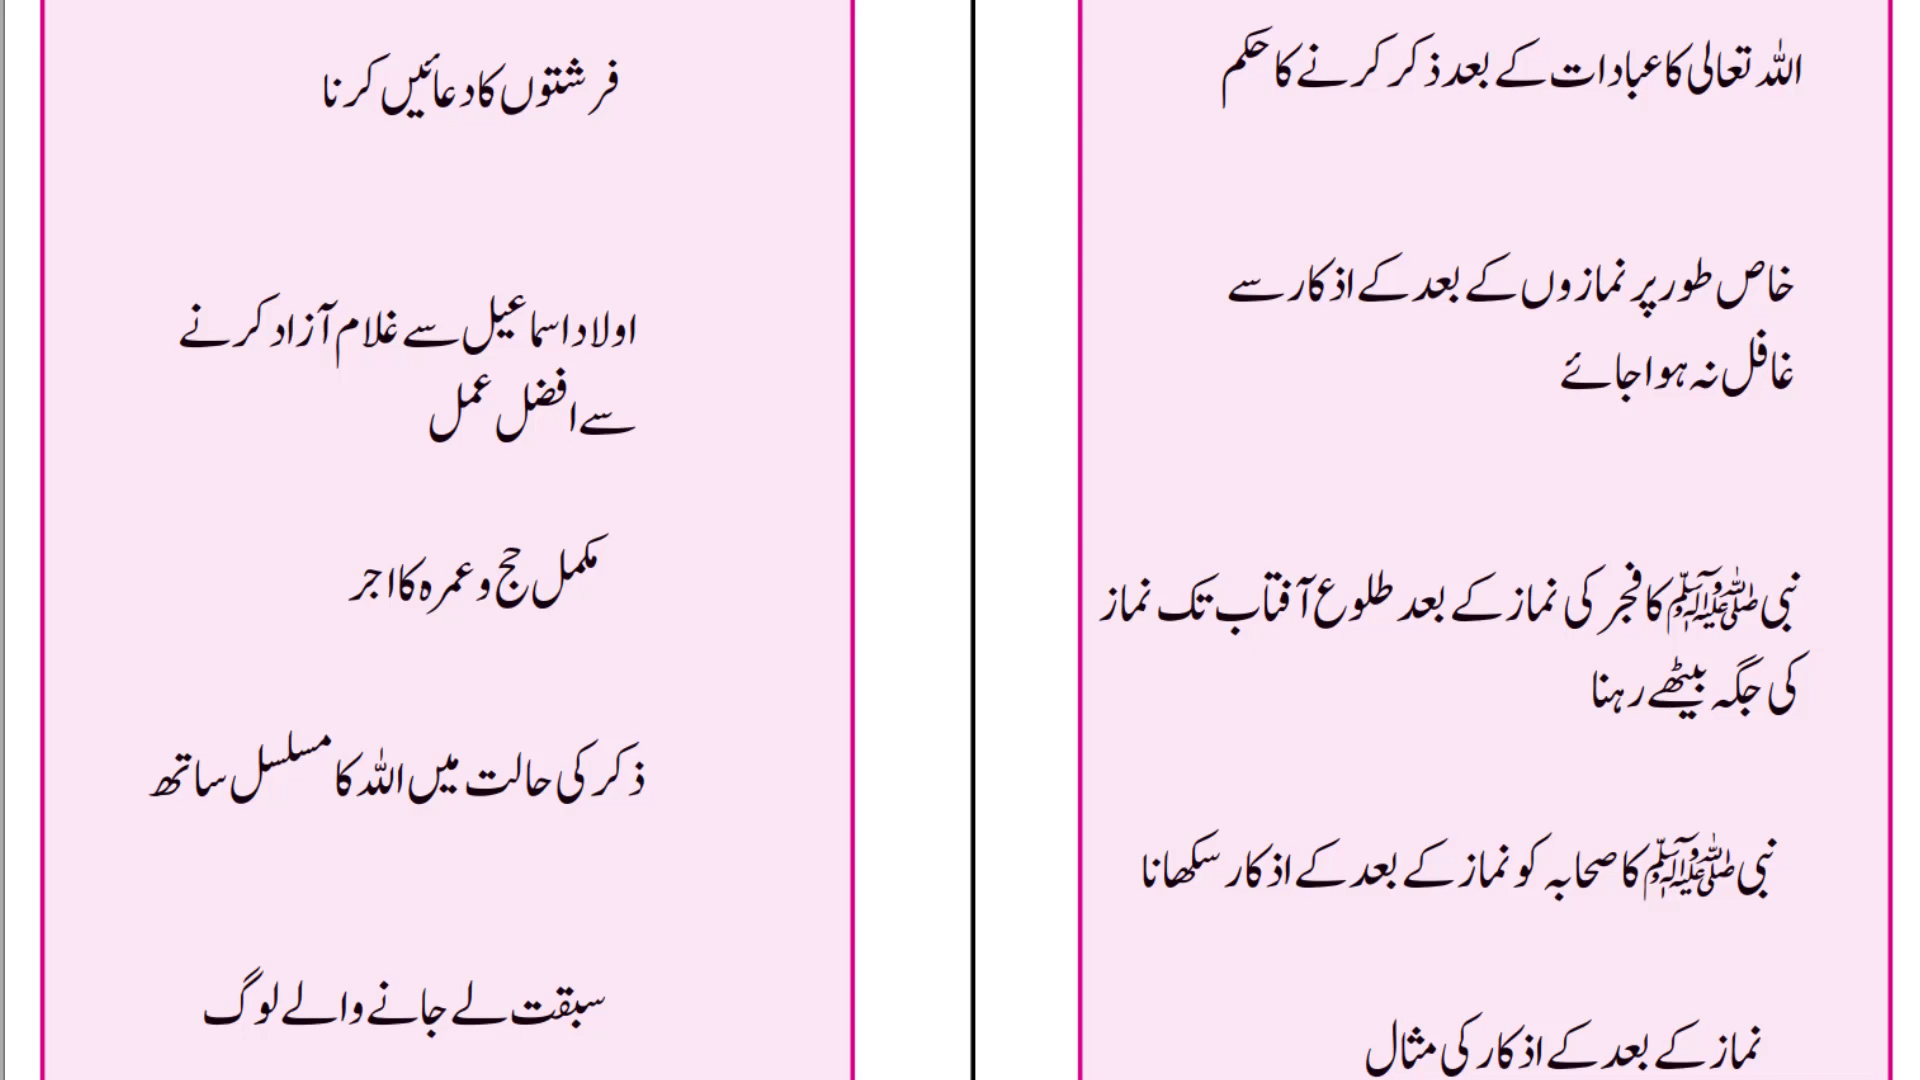 اللہ تعالی کا عبادات کے بعد ذکر کرنے کا حکم
خاص طور پر نمازوں کے بعد کے اذکار سے
غافل نہ ہوا جائے
نبی ﷺ کا فجر کی نماز کے بعد طلوع آفتاب تک نماز
کی جگہ بیٹھے رہنا
نبی ﷺ کا صحابہ کو نماز کے بعد کے اذکار سکھانا
نماز کے بعد کے اذکار کی مثال
فرشتوں کا دعائیں کرنا
اولاد اسماعیل سے غلام آزاد کرنے
سے افضل عمل
مکمل حج و عمرہ کا اجر
ذکر کی حالت میں اللہ کا مسلسل ساتھ
سبقت لے جانے والے لوگ